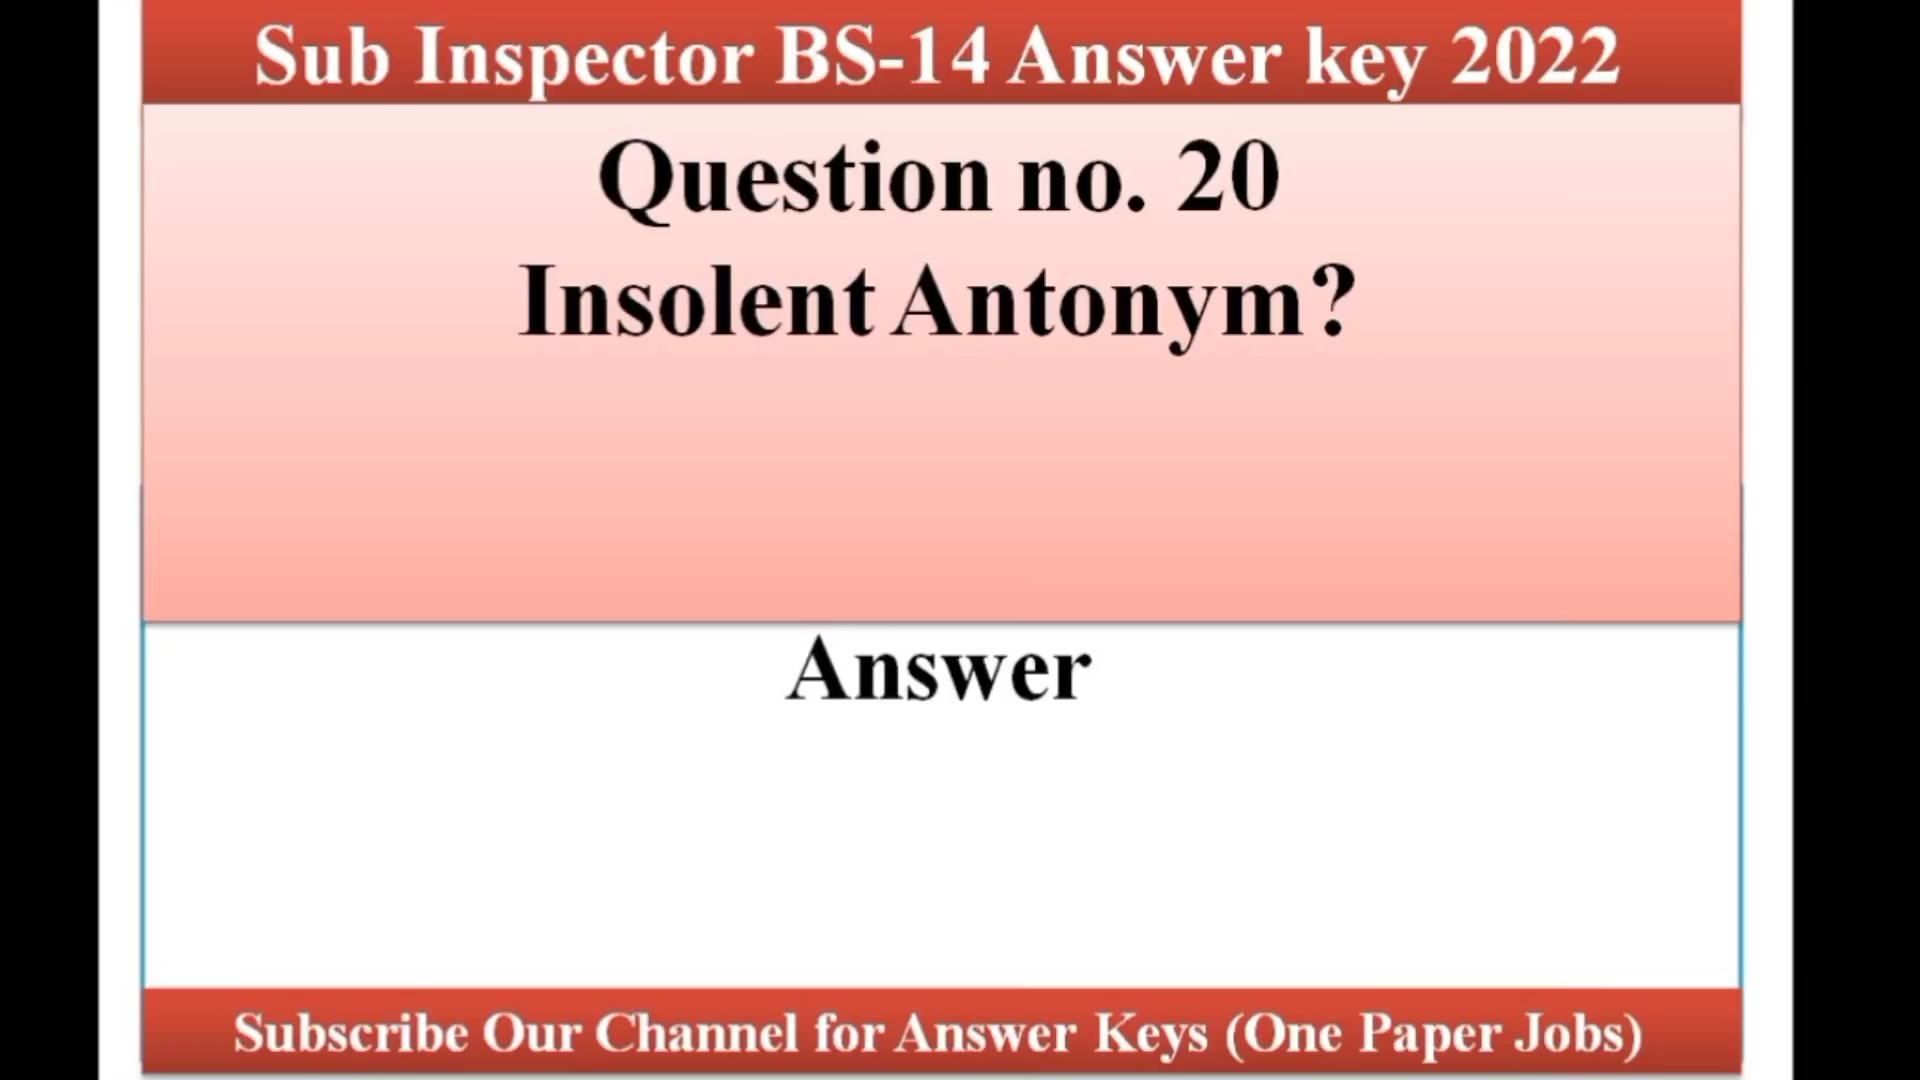 Sub Inspector BS-14 Answer key 2022
Question no. 20
Insolent Antonym?
Answer
Subscribe Our Channel for Answer Keys (One Paper Jobs)